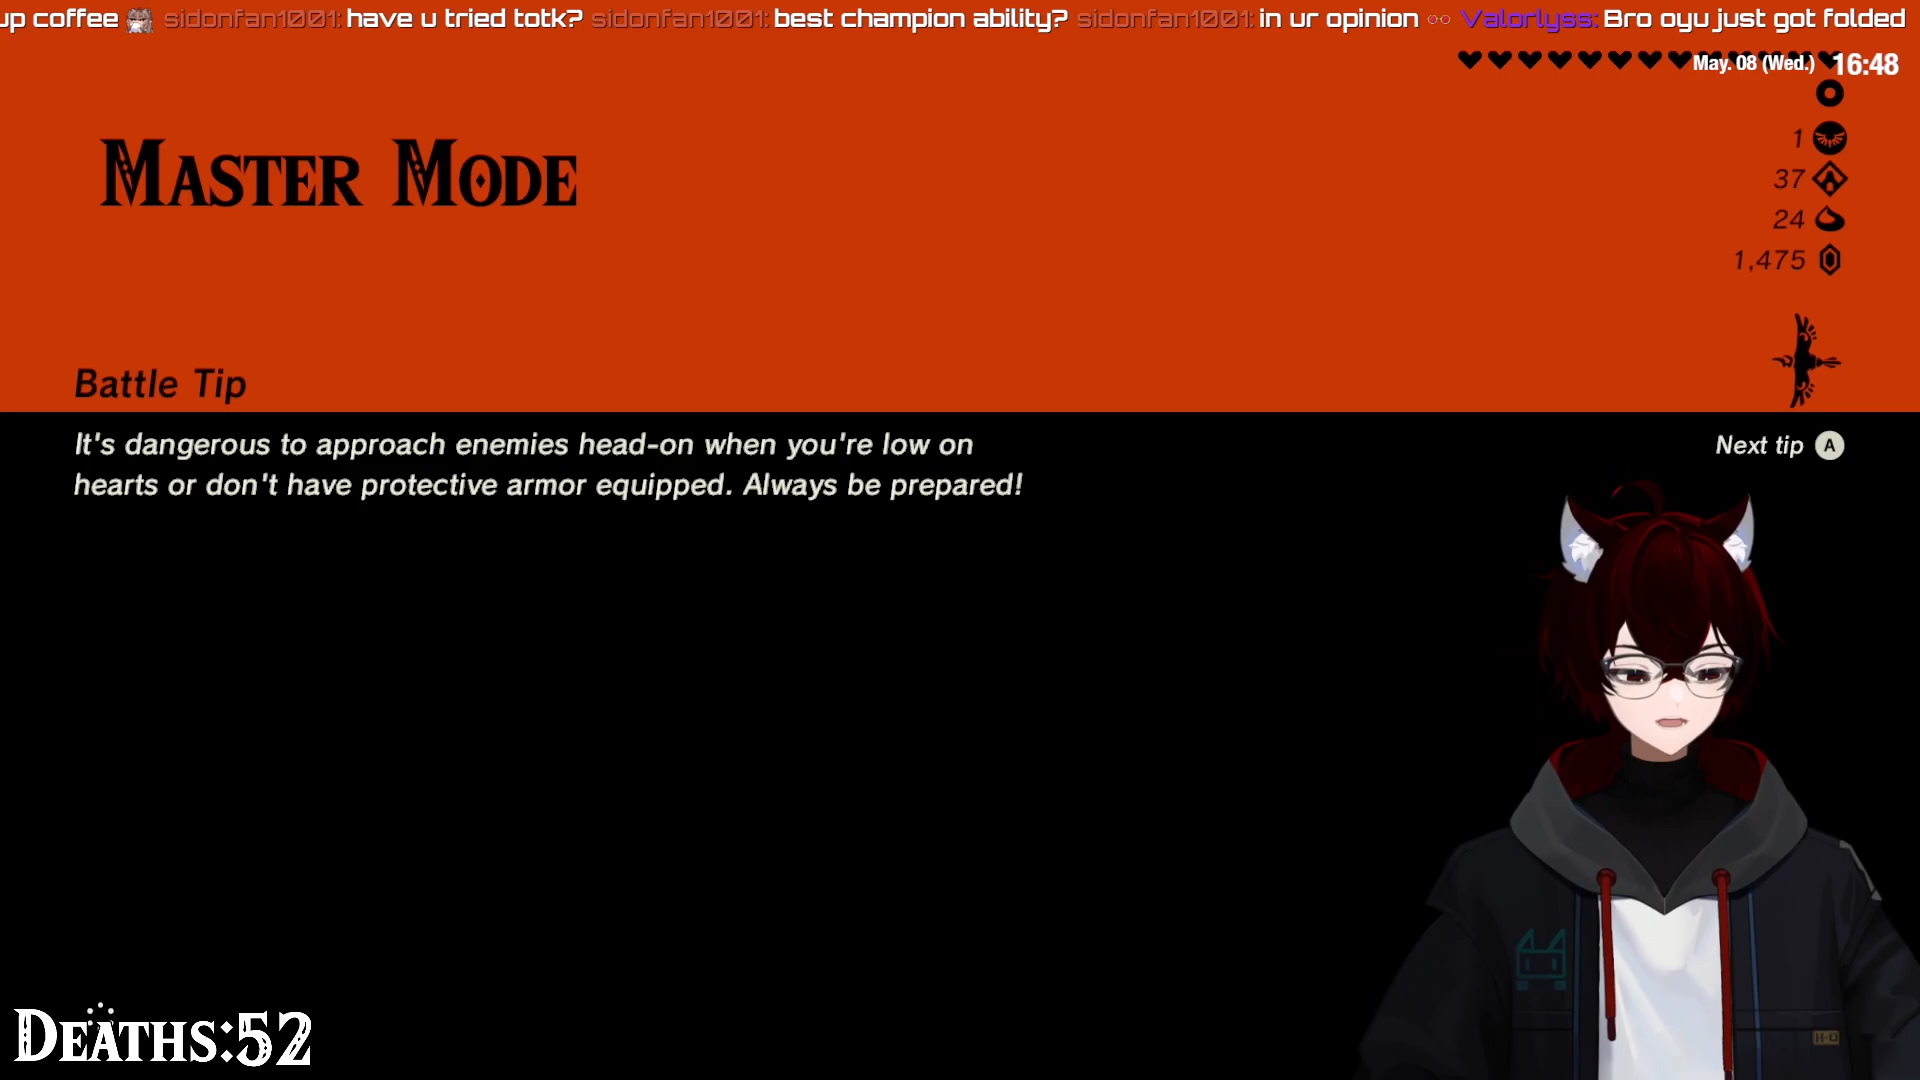 up coffee sidonfan1001: have u tried totk? sidonfan1001: best champion ability? sidonfan1001: in ur opinion Valorlyss: Bro oyu just got folded
May. 08 (Wed.) 16:48
MASTER MODE
1
37
24
1,475
Battle Tip
It's dangerous to approach enemies head-on when you're low on
hearts or don't have protective armor equipped. Always be prepared!
Next tip A
H-D
DEATHS:52